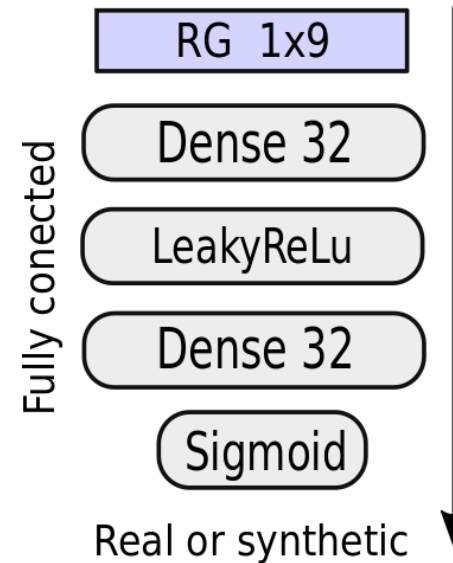 RG 1x9
Dense 32
LeakyReLu
Dense 32
Sigmoid
Fully conected
Real or synthetic